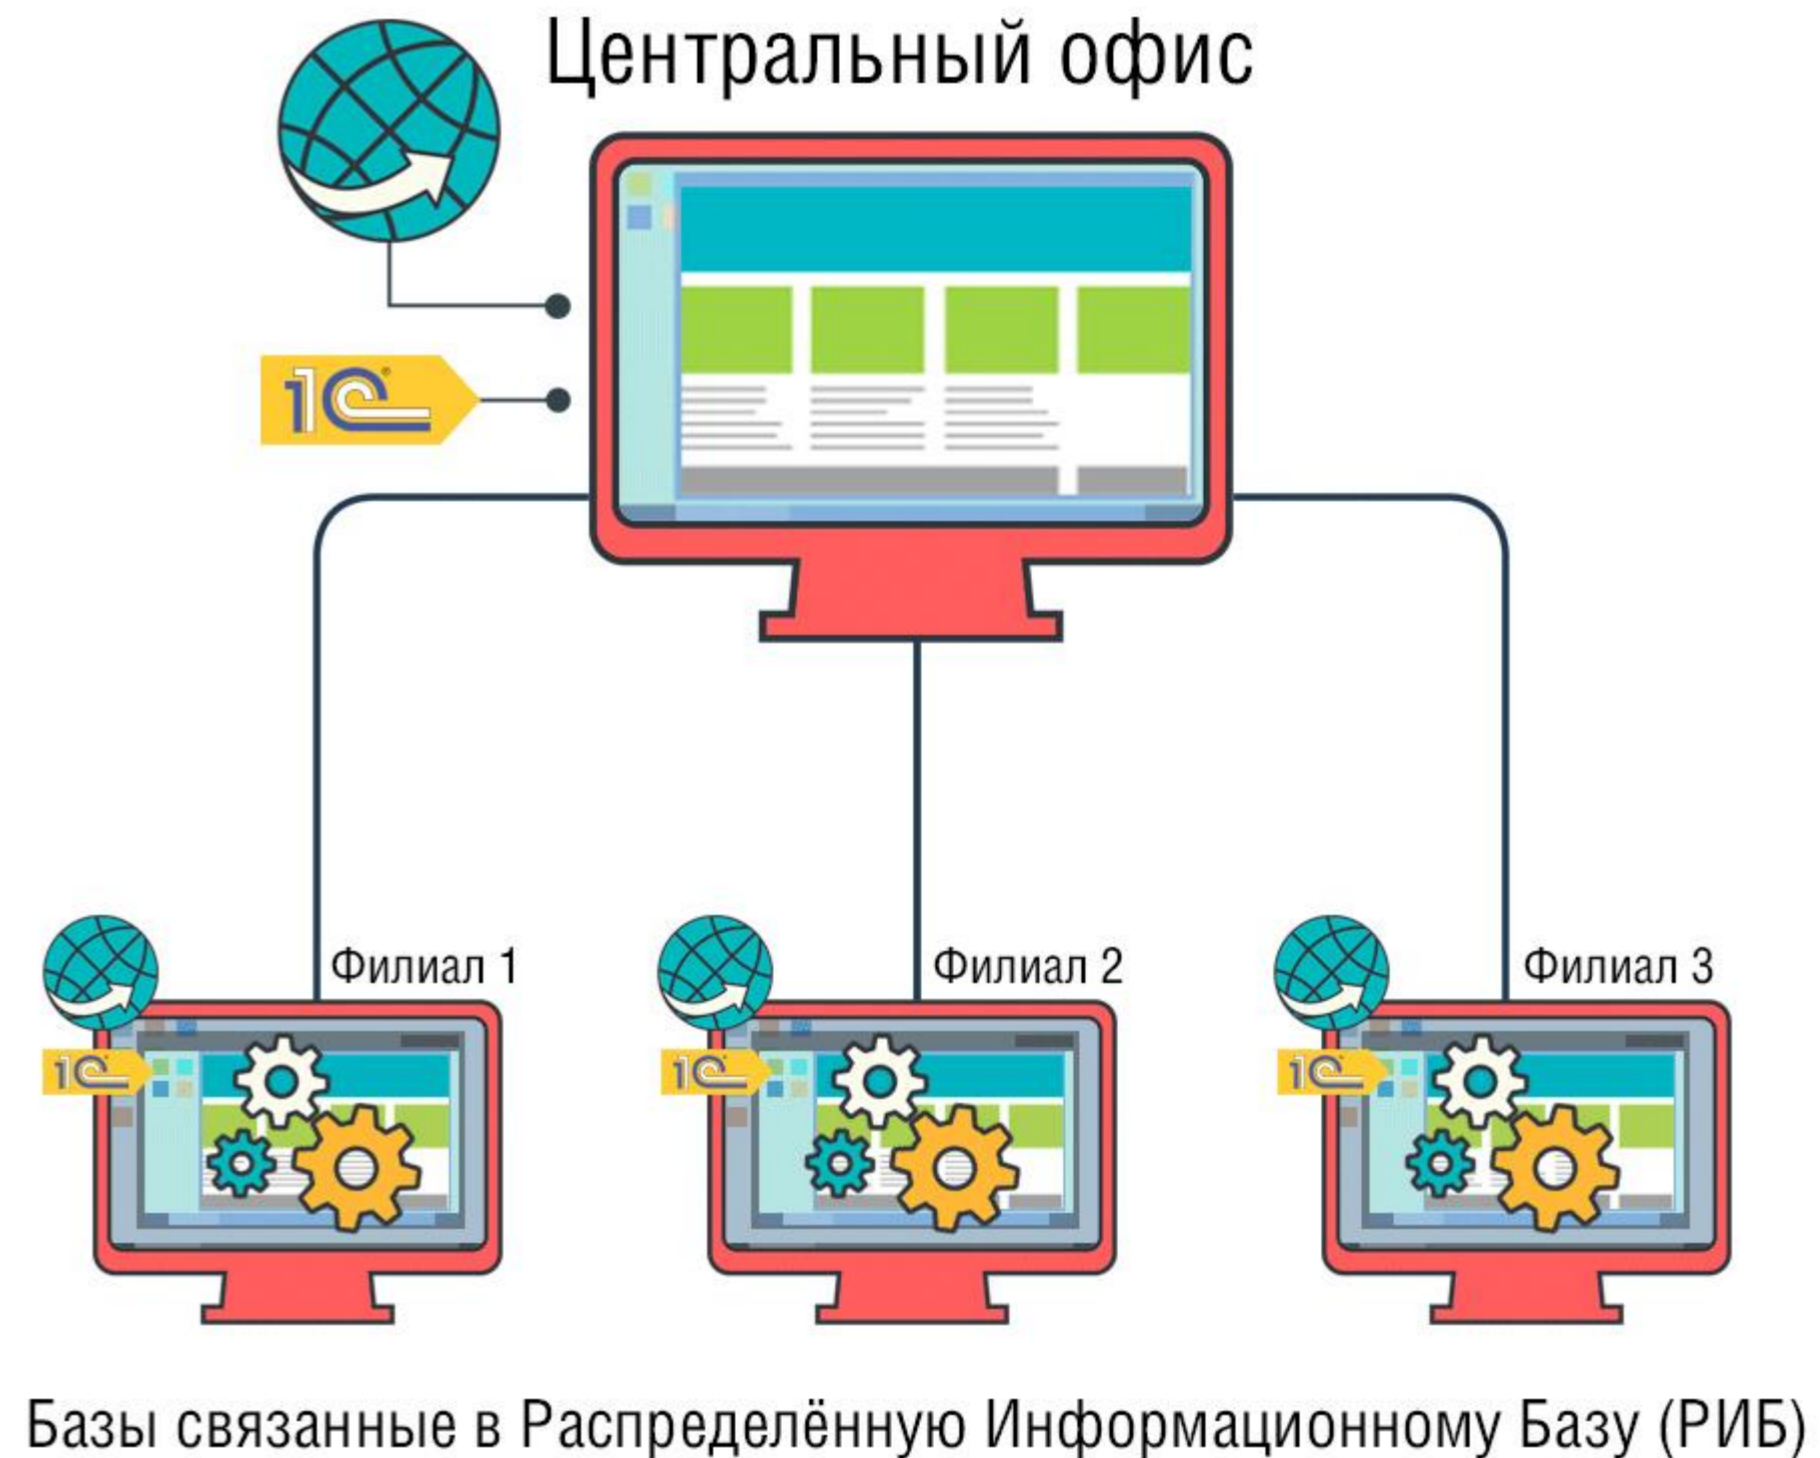 Центральный офис
1С
Филиал 1
Филиал 2
Филиал 3
1С
1С
1С
Базы связанные в Распределённую Информационному Базу (РИБ)